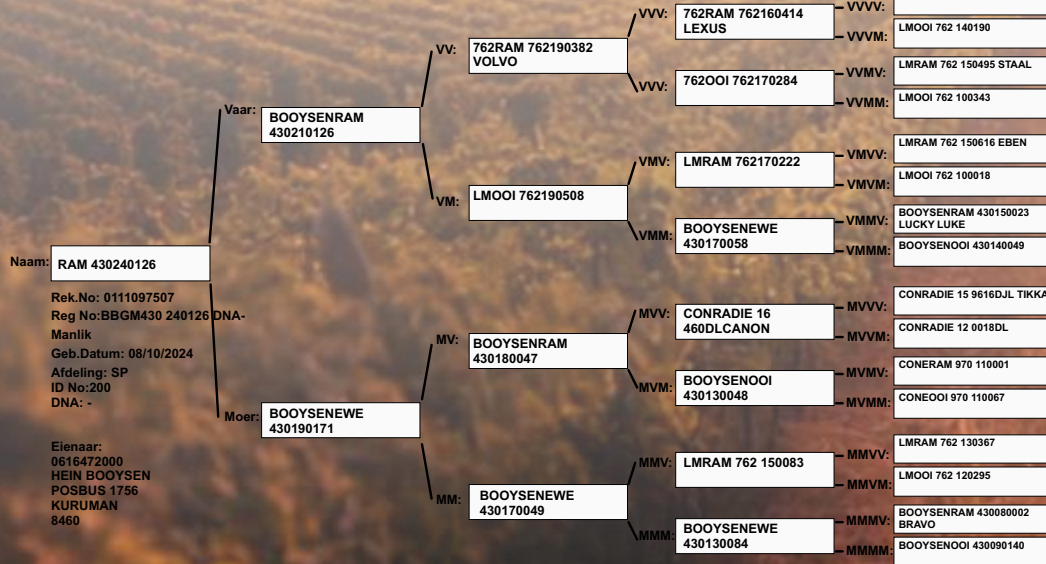 Naam:
RAM 430240126
Rek.No: 0111097507
Reg No:BBGM430 240126 DNA-
Manlik
Geb.Datum: 08/10/2024
Afdeling: SP
ID No:200
DNA: -
Eienaar:
0616472000
HEIN BOOYSEN
POSBUS 1756
KURUMAN
8460
Vaar:
BOOYSENRAM
430210126
Moer:
BOOYSENEWE
430190171
VV:
762RAM 762190382
VOLVO
VM:
LMOOI 762190508
MV:
BOOYSENRAM
430180047
MM:
BOOYSENEWE
430170049
VVV:
762RAM 762160414
LEXUS
VVV:
762OOI 762170284
VMV:
LMRAM 762170222
VMM:
BOOYSENEWE
430170058
MVV:
CONRADIE 16
460DLCANON
MVM:
BOOYSENOOI
430130048
MMV:
LMRAM 762 150083
MMM:
BOOYSENEWE
430130084
VVVV:
VVVM:
LMOOI 762 140190
VVMV:
LMRAM 762 150495 STAAL
VVMM:
LMOOI 762 100343
VMVV:
LMRAM 762 150616 EBEN
VMVM:
LMOOI 762 100018
VMMV:
BOOYSENRAM 430150023
LUCKY LUKE
VMMM:
BOOYSENOOI 430140049
MVVV:
CONRADIE 15 9616DJL TIKKA
MVVM:
CONRADIE 12 0018DL
MVMV:
CONERAM 970 110001
MVMM:
CONEOOI 970 110067
MMVV:
LMRAM 762 130367
MMVM:
LMOOI 762 120295
MMMV:
BOOYSENRAM 430080002
BRAVO
MMMM:
BOOYSENOOI 430090140